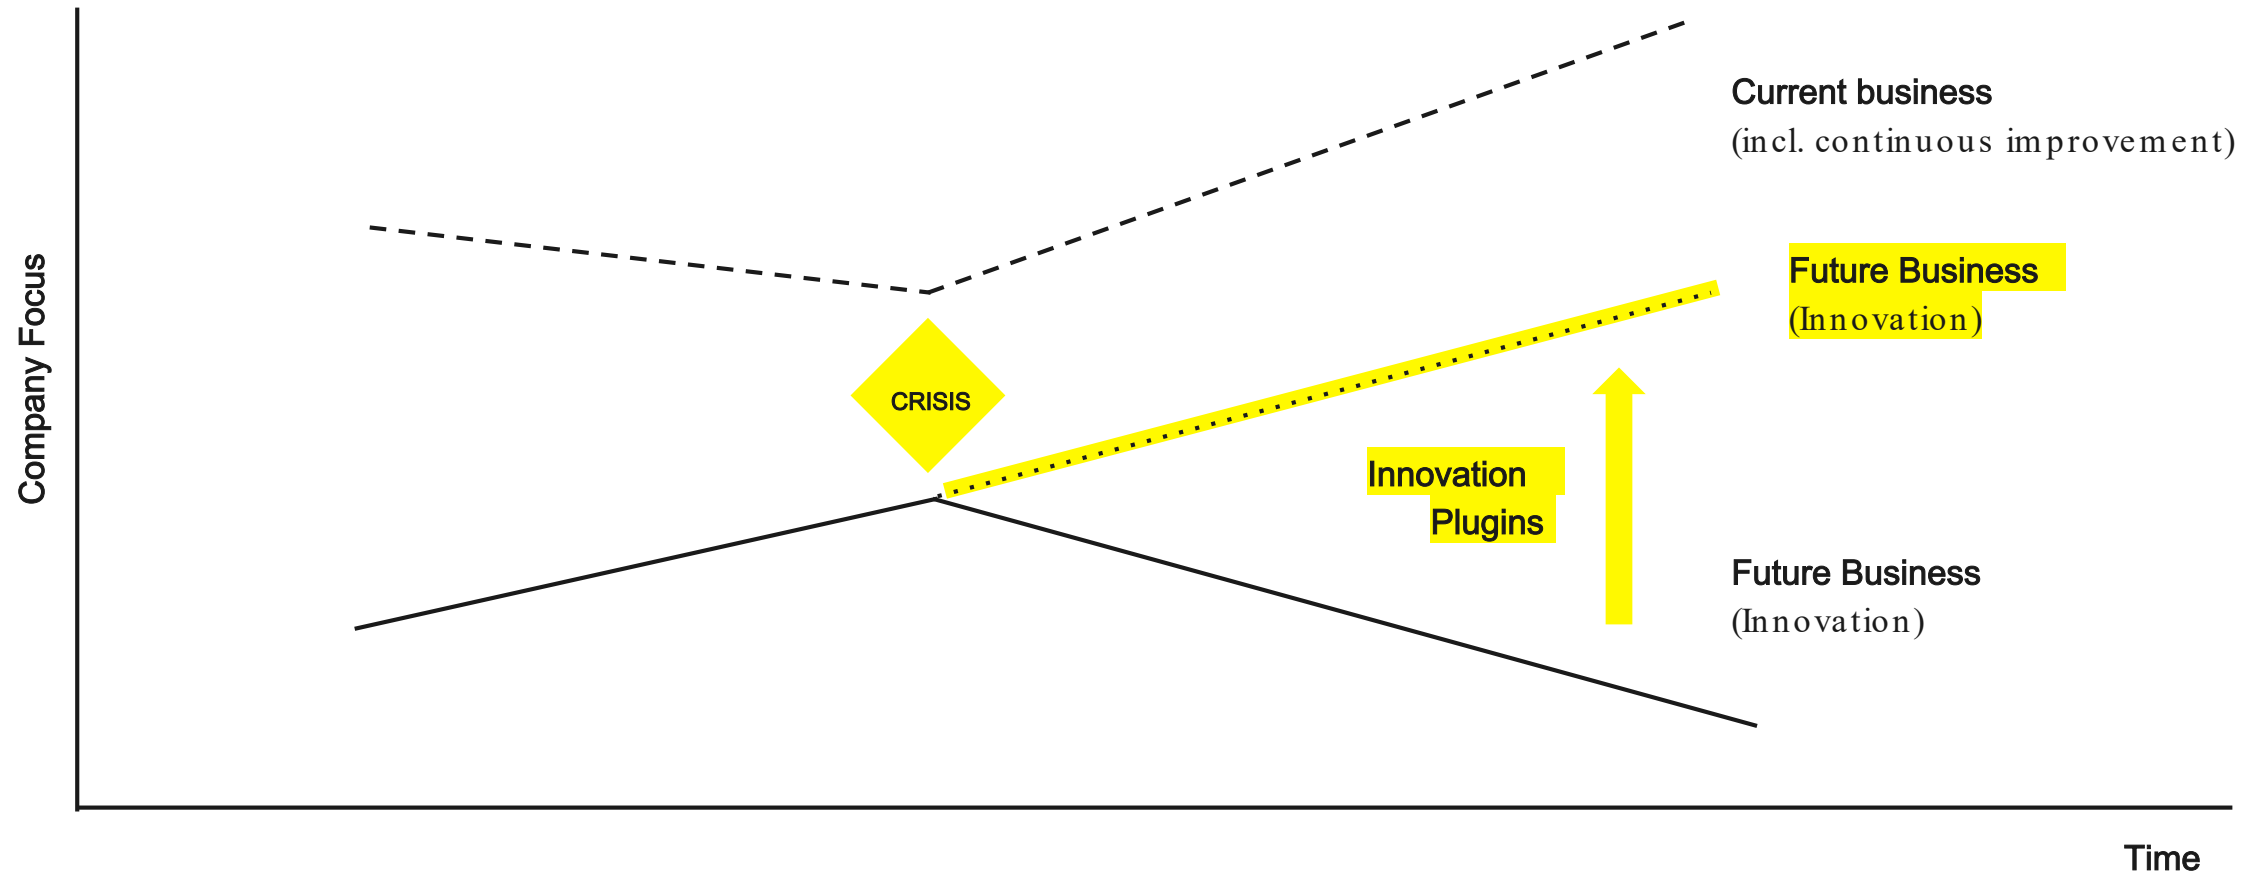 Current business
(incl. continuous improvement)
Future Business
(Innovation)
CRISIS
Company Focus
Innovation
Plugins
Future Business
(Innovation)
Time